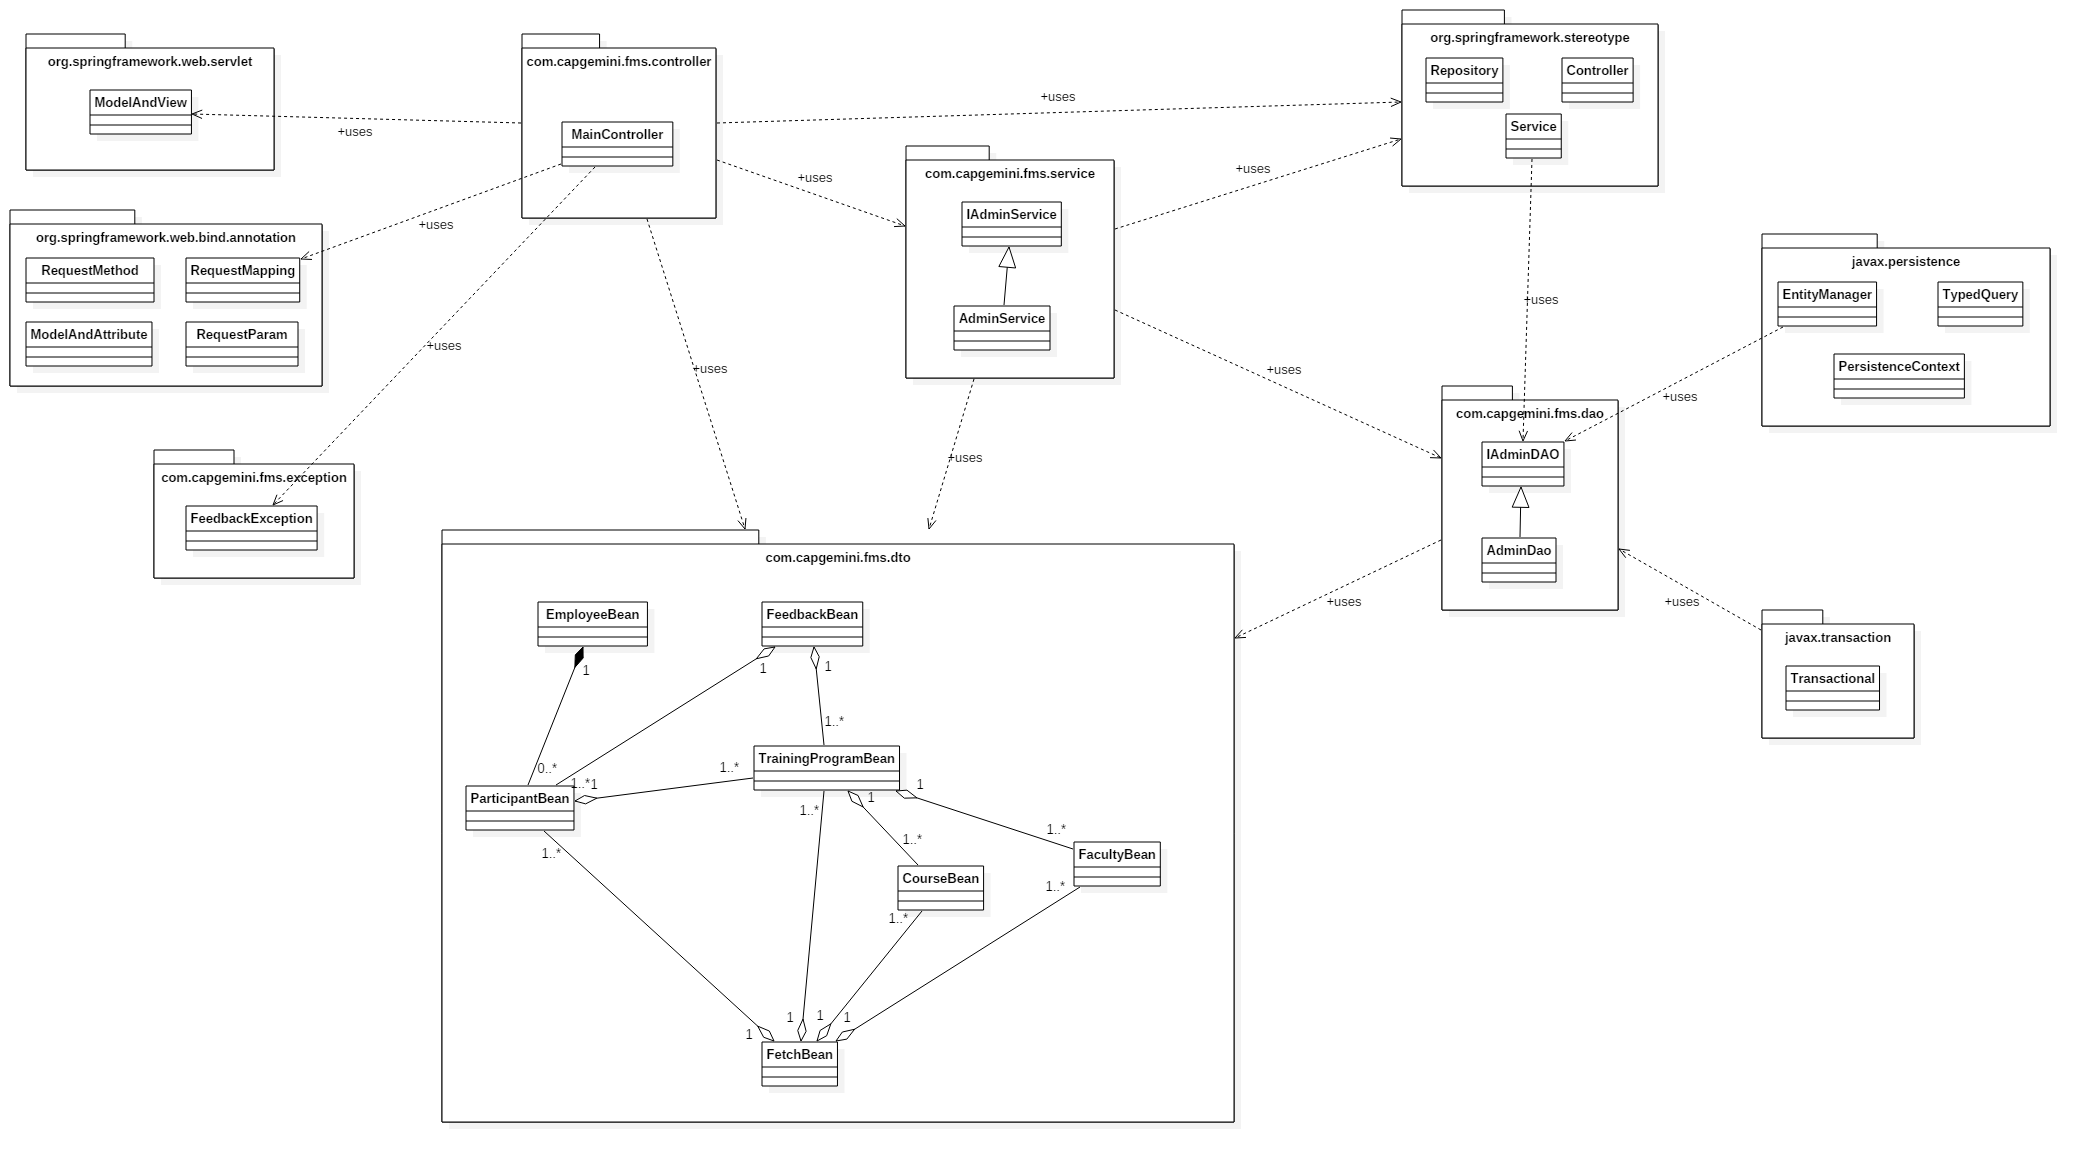 org.springframework.web.servlet
ModelAndView
+uses
com.capgemini.fms.controller
MainController
+uses
org.springframework.stereotype
Repository
Controller
Service
+uses
+uses
com.capgemini.fms.service
IAdminService
AdminService
org.springframework.web.bind.annotation
RequestMethod
RequestMapping
ModelAndAttribute
RequestParam
+uses
+uses
+uses
+uses
+uses
javax.persistence
EntityManager
TypedQuery
PersistenceContext
+uses
+uses
com.capgemini.fms.dao
IAdminDAO
AdminDao
com.capgemini.fms.exception
FeedbackException
+uses
+uses
javax.transaction
Transactional
com.capgemini.fms.dto
EmployeeBean
FeedbackBean
1
1
1
1..*
0..*
1..*
1
1..*
TrainingProgramBean
ParticipantBean
1
1
1..*
1..*
1..*
1..*
FacultyBean
CourseBean
1..*
1..*
1
1
1
1
FetchBean